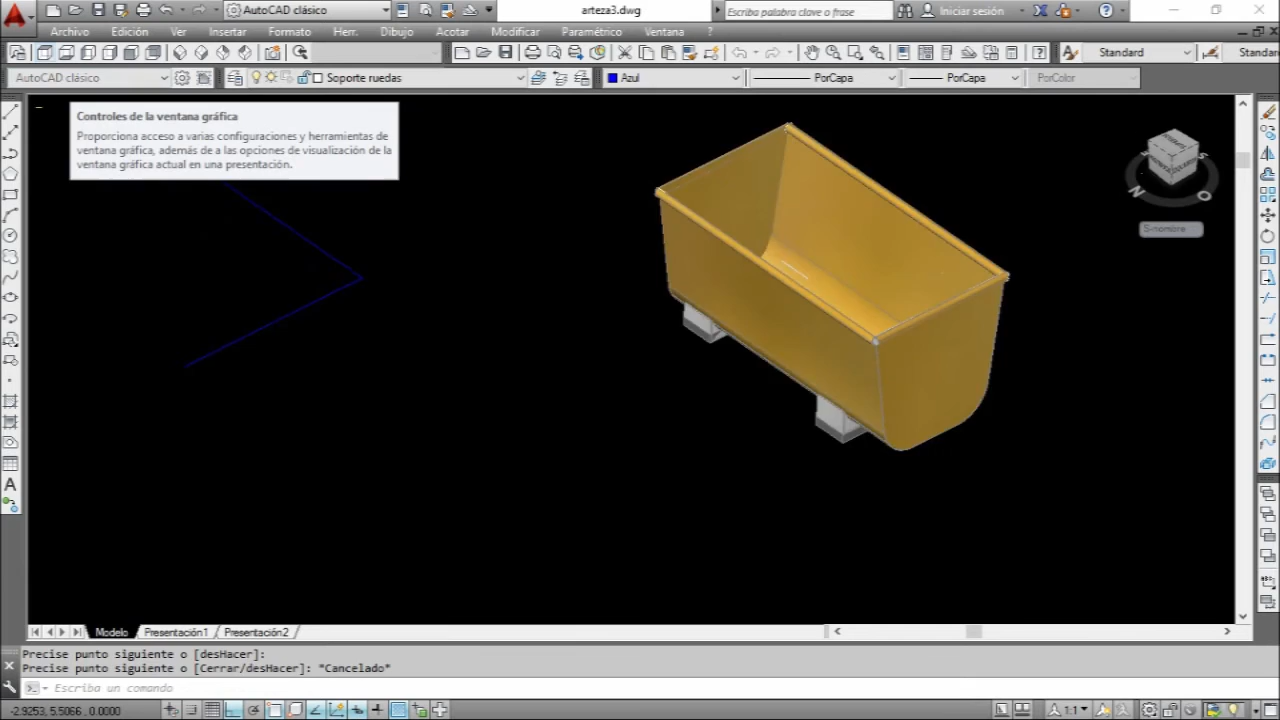 AutoCAD clásico
arteza3.dwg
Escriba palabra clave o frase
Iniciar sesión
Archivo Edición Ver Insertar Formato Herr. Dibujo Acotar Modificar Paramétrico Ventana ?
Standard
Standar
AutoCAD clásico
Soporte ruedas
Azul
PorCapa
PorCapa
PorColor
Controles de la ventana gráfica
Proporciona acceso a varias configuraciones y herramientas de
ventana gráfica, además de a las opciones de visualización de la
ventana gráfica actual en una presentación.
S
N
O
S-nombre
A
Modelo Presentación1 Presentación2
Precise punto siguiente o [desHacer]:
Precise punto siguiente o [Cerrar/desHacer]: *Cancelado*
Escriba un comando
-2.9253, 5.5066 , 0.0000
1:1